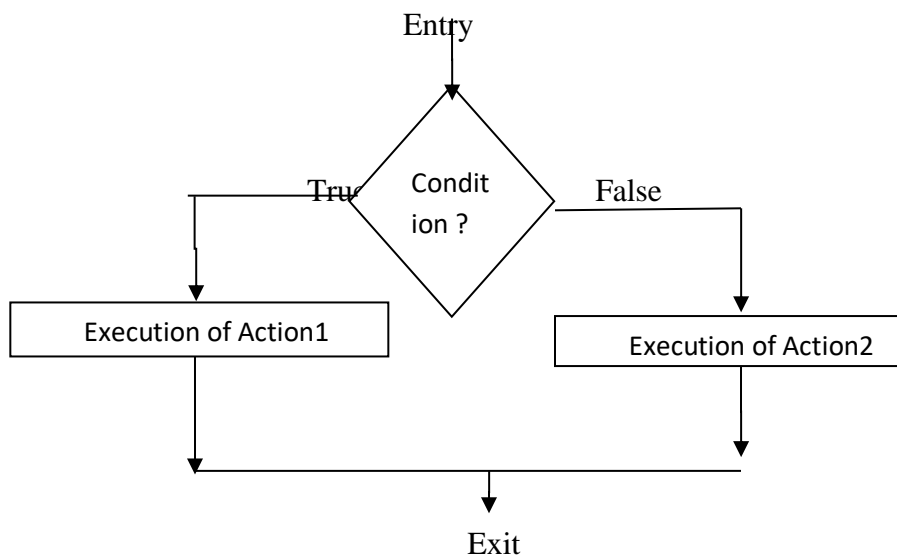 Entry
True
Condit
ion ?
False
Execution of Action1
Execution of Action2
Exit